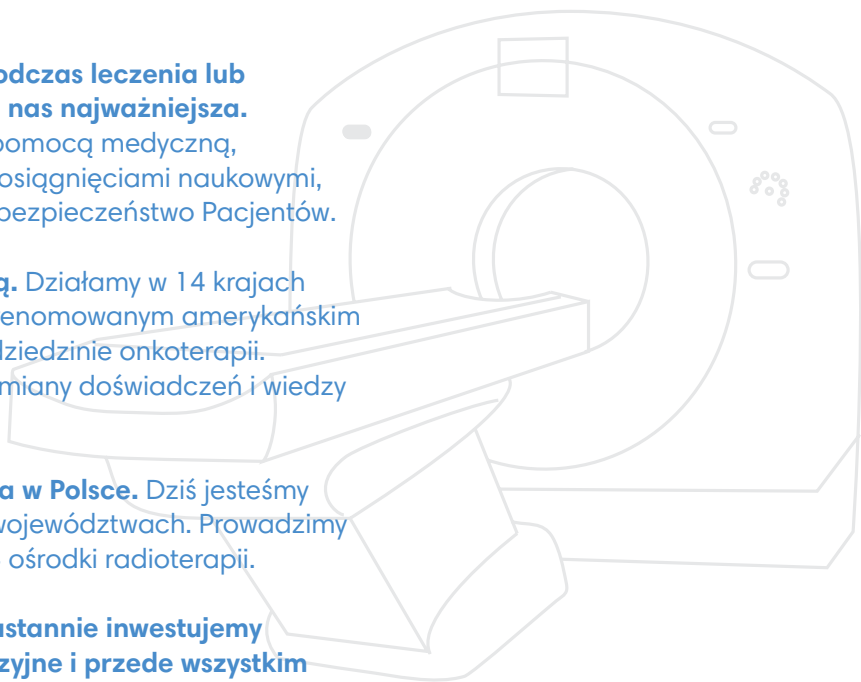 odczas leczenia lub
nas najważniejsza.
pomocą medyczną,
osiągnięciami naukowymi,
bezpieczeństwo Pacjentów.
ą. Działamy w 14 krajach
enomowanym amerykańskim
dziedzinie onkoterapii.
miany doświadczeń i wiedzy
a w Polsce. Dziś jesteśmy
województwach. Prowadzimy
ośrodki radioterapii.
ustannie inwestujemy
zyjne i przede wszystkim